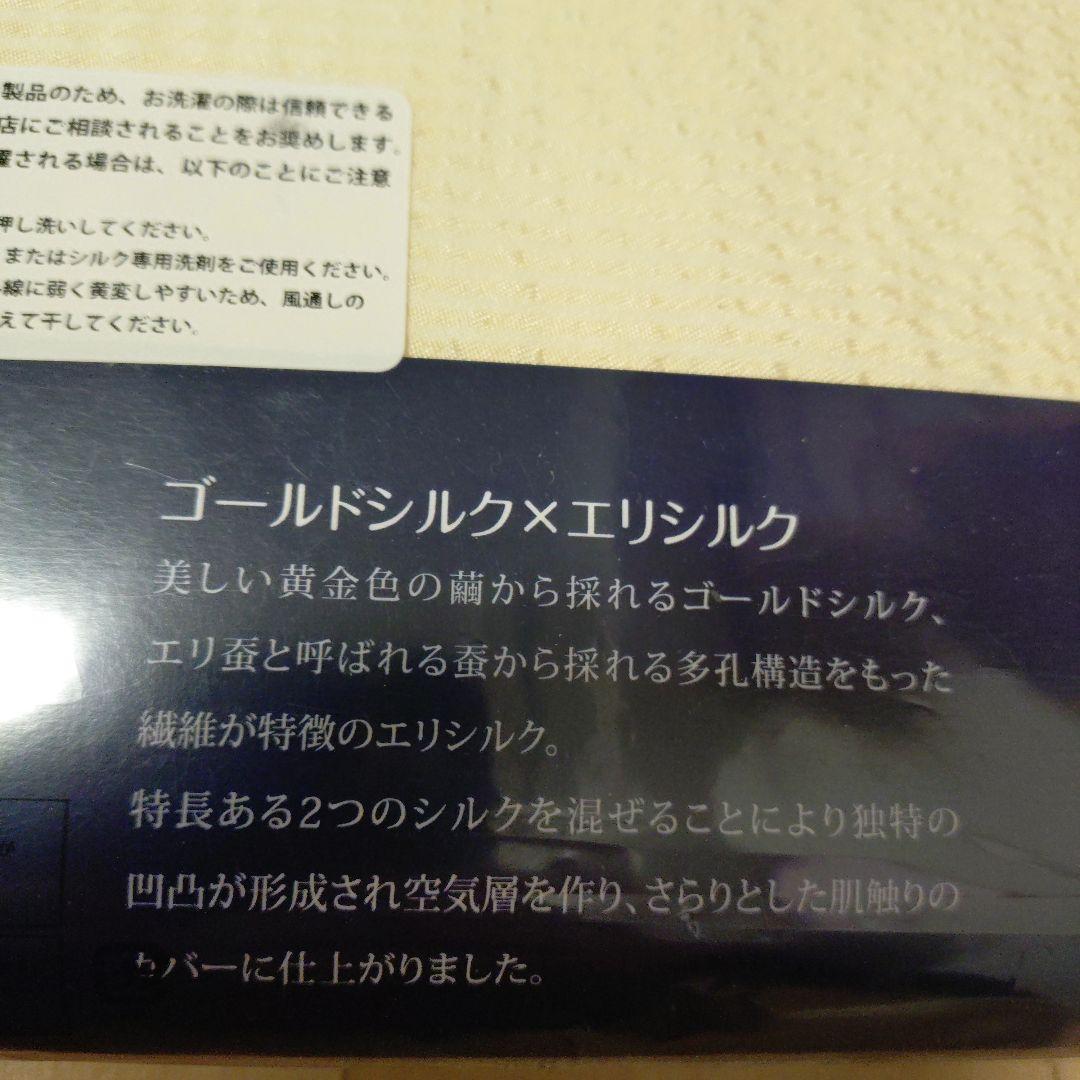 製品のため、お洗濯の際は信頼できる
店にご相談されることをお奨めします。
濯される場合は、以下のことにご注意
押し洗いしてください。
またはシルク専用洗剤をご使用ください。
線に弱く黄変しやすいため、風通しの
えて干してください。
ゴールドシルク×エリシルク
美しい黄金色の繭から採れるゴールドシルク、
エリ蚕と呼ばれる蚕から採れる多孔構造をもった
繊維が特徴のエリシルク。
特長ある2つのシルクを混ぜることにより独特の
凹凸が形成され空気層を作り、さらりとした肌触りの
カバーに仕上がりました。